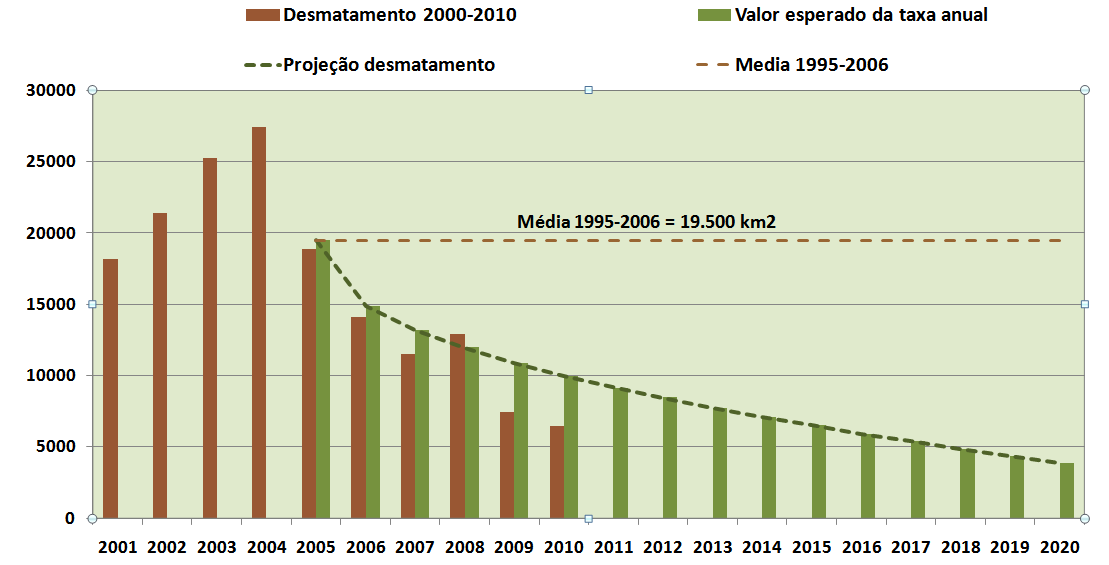 Desmatamento 2000-2010
Valor esperado da taxa anual
Projeção desmatamento
Media 1995-2006
30000
25000
20000
15000
10000
5000
0
Média 1995-2006 = 19.500 km2
2001 2002 2003 2004 2005 2006 2007 2008 2009 2010 2011 2012 2013 2014 2015 2016 2017 2018 2019 2020